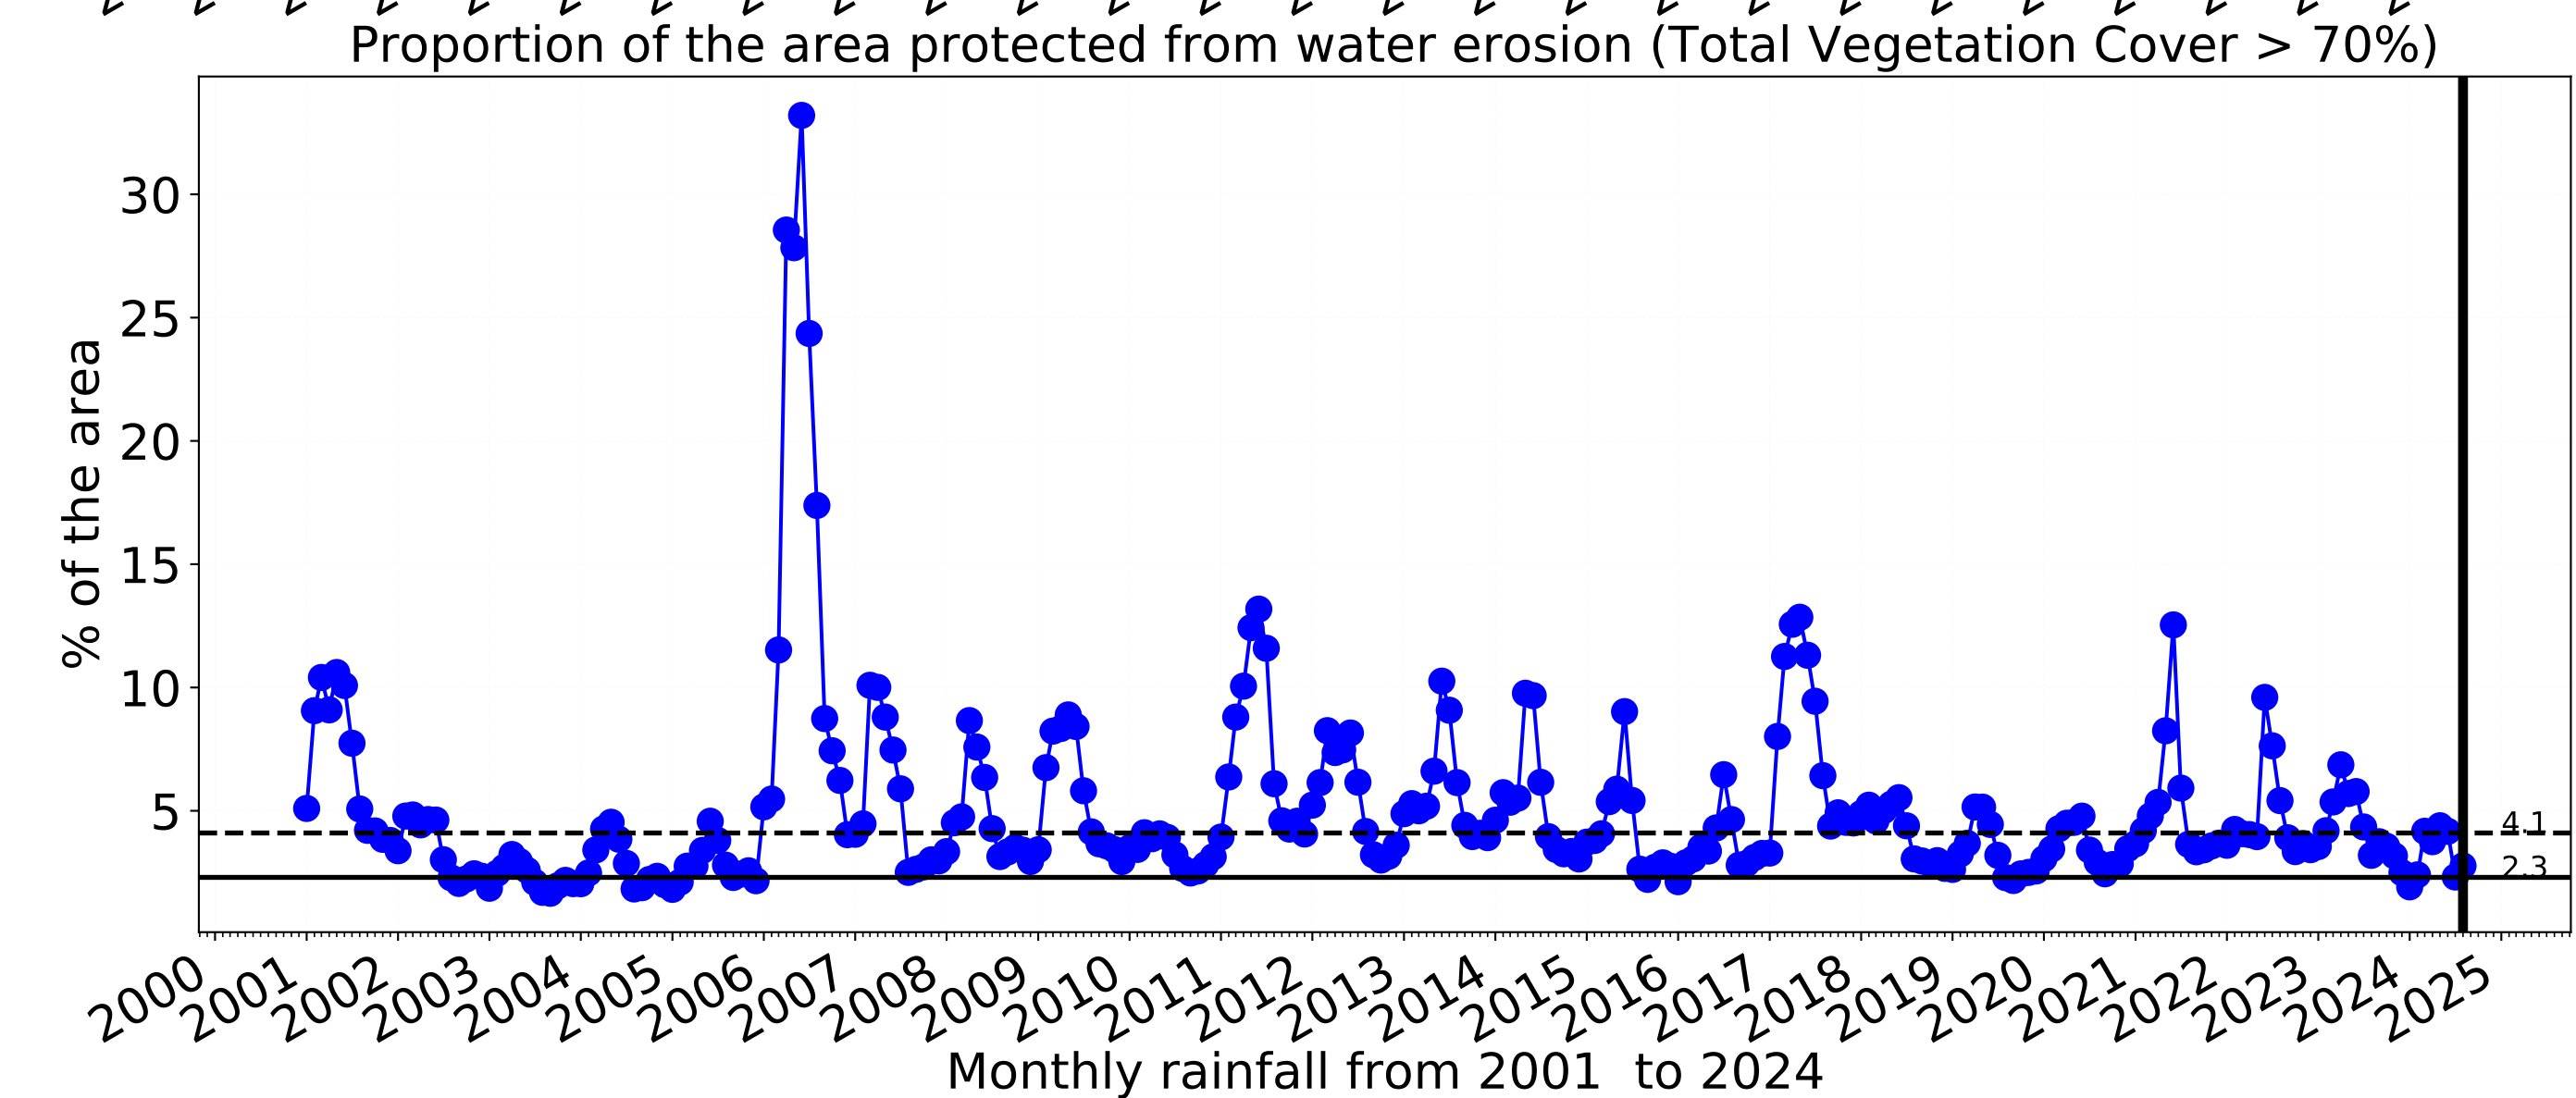 Proportion of the area protected from water erosion (Total Vegetation Cover > 70%)
% of the area
30
25
20
15
10
5
4.1
2.3
2000 2001 2002 2003 2004 2005 2006 2007 2008 2009 2010 2011 2012 2013 2014 2015 2016 2017 2018 2019 2020 2021 2022 2023 2024 2025
Monthly rainfall from 2001  to 2024